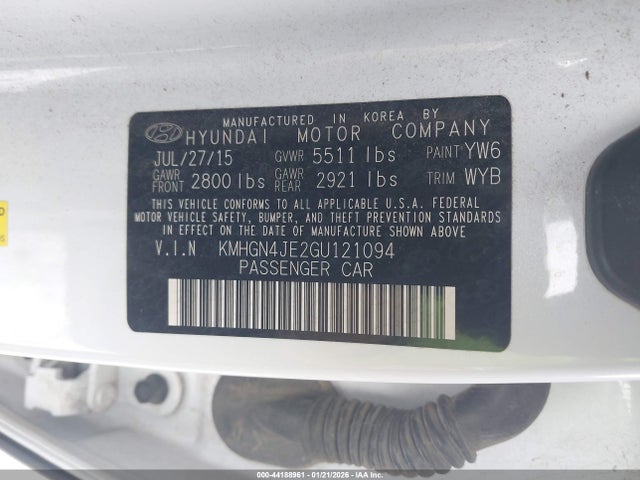 MANUFACTURED IN KOREA BY
HYUNDAI MOTOR COMPANY
JUL/27/15 GVWR 5511 lbs PAINT YW6
GAWR FRONT 2800 lbs GAWR REAR 2921 lbs TRIM WYB
THIS VEHICLE CONFORMS TO ALL APPLICABLE U.S.A. FEDERAL
MOTOR VEHICLE SAFETY, BUMPER, AND THEFT PREVENTION STANDARDS
IN EFFECT ON THE DATE OF MANUFACTURE SHOWN ABOVE
V.I.N KMHGN4JE2GU121094
PASSENGER CAR
000-44188961 - 01/21/2026 - IAAI.COM